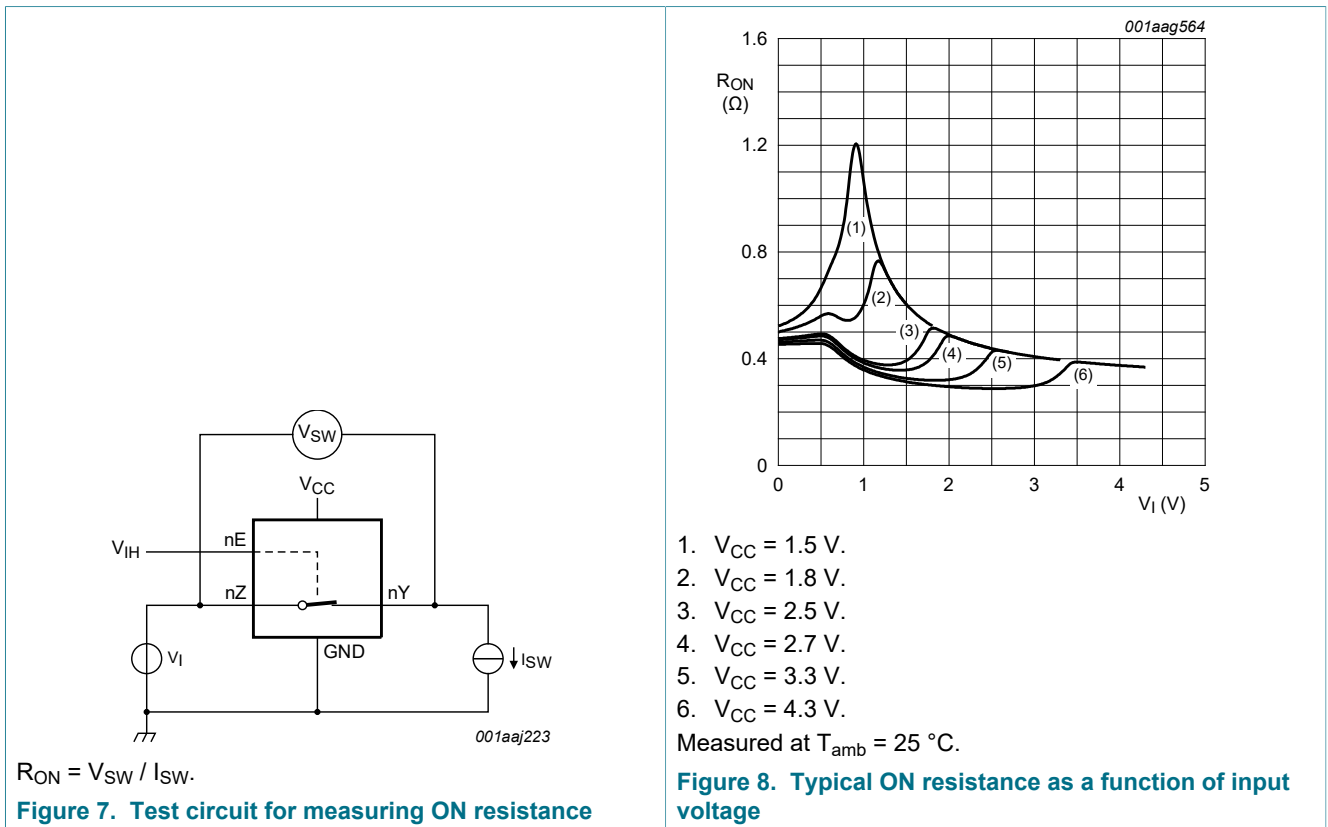 V_SW
V_CC
V_IH
nE
nZ
nY
V_I
GND
I_SW
001aaj223
R_ON = V_SW / I_SW.
Figure 7. Test circuit for measuring ON resistance
001aag564
1.6
R_ON
(Ω)
1.2
0.8
0.4
0
(1)
(2)
(3)
(4)
(5)
(6)
0 1 2 3 4 5
V_I (V)
1. V_CC = 1.5 V.
2. V_CC = 1.8 V.
3. V_CC = 2.5 V.
4. V_CC = 2.7 V.
5. V_CC = 3.3 V.
6. V_CC = 4.3 V.
Measured at T_amb = 25 °C.
Figure 8. Typical ON resistance as a function of input
voltage